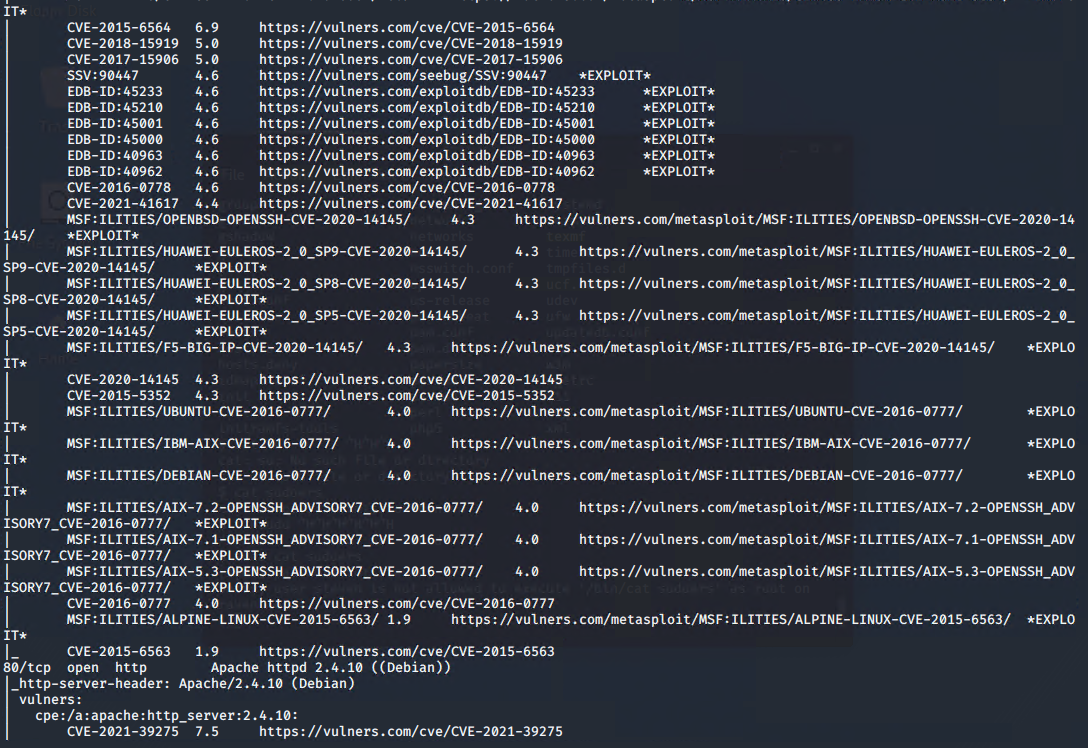 IT*
|       CVE-2015-6564   6.9     https://vulners.com/cve/CVE-2015-6564
|       CVE-2018-15919  5.0     https://vulners.com/cve/CVE-2018-15919
|       CVE-2017-15906  5.0     https://vulners.com/cve/CVE-2017-15906
|       SSV:90447       4.6     https://vulners.com/seebug/SSV:90447    *EXPLOIT*
|       EDB-ID:45233    4.6     https://vulners.com/exploitdb/EDB-ID:45233      *EXPLOIT*
|       EDB-ID:45210    4.6     https://vulners.com/exploitdb/EDB-ID:45210      *EXPLOIT*
|       EDB-ID:45001    4.6     https://vulners.com/exploitdb/EDB-ID:45001      *EXPLOIT*
|       EDB-ID:45000    4.6     https://vulners.com/exploitdb/EDB-ID:45000      *EXPLOIT*
|       EDB-ID:40963    4.6     https://vulners.com/exploitdb/EDB-ID:40963      *EXPLOIT*
|       EDB-ID:40962    4.6     https://vulners.com/exploitdb/EDB-ID:40962      *EXPLOIT*
|       CVE-2016-0778   4.6     https://vulners.com/cve/CVE-2016-0778
|       CVE-2021-41617  4.4     https://vulners.com/cve/CVE-2021-41617
|       MSF:ILITIES/OPENBSD-OPENSSH-CVE-2020-14145/     4.3     https://vulners.com/metasploit/MSF:ILITIES/OPENBSD-OPENSSH-CVE-2020-14
145/    *EXPLOIT*
|       MSF:ILITIES/HUAWEI-EULEROS-2_0_SP9-CVE-2020-14145/      4.3     https://vulners.com/metasploit/MSF:ILITIES/HUAWEI-EULEROS-2_0_
SP9-CVE-2020-14145/     *EXPLOIT*
|       MSF:ILITIES/HUAWEI-EULEROS-2_0_SP8-CVE-2020-14145/      4.3     https://vulners.com/metasploit/MSF:ILITIES/HUAWEI-EULEROS-2_0_
SP8-CVE-2020-14145/     *EXPLOIT*
|       MSF:ILITIES/HUAWEI-EULEROS-2_0_SP5-CVE-2020-14145/      4.3     https://vulners.com/metasploit/MSF:ILITIES/HUAWEI-EULEROS-2_0_
SP5-CVE-2020-14145/     *EXPLOIT*
|       MSF:ILITIES/F5-BIG-IP-CVE-2020-14145/   4.3     https://vulners.com/metasploit/MSF:ILITIES/F5-BIG-IP-CVE-2020-14145/    *EXPLO
IT*
|       CVE-2020-14145  4.3     https://vulners.com/cve/CVE-2020-14145
|       CVE-2015-5352   4.3     https://vulners.com/cve/CVE-2015-5352
|       MSF:ILITIES/UBUNTU-CVE-2016-0777/       4.0     https://vulners.com/metasploit/MSF:ILITIES/UBUNTU-CVE-2016-0777/        *EXPLO
IT*
|       MSF:ILITIES/IBM-AIX-CVE-2016-0777/      4.0     https://vulners.com/metasploit/MSF:ILITIES/IBM-AIX-CVE-2016-0777/       *EXPLO
IT*
|       MSF:ILITIES/DEBIAN-CVE-2016-0777/       4.0     https://vulners.com/metasploit/MSF:ILITIES/DEBIAN-CVE-2016-0777/        *EXPLO
IT*
|       MSF:ILITIES/AIX-7.2-OPENSSH_ADVISORY7_CVE-2016-0777/    4.0     https://vulners.com/metasploit/MSF:ILITIES/AIX-7.2-OPENSSH_ADV
ISORY7_CVE-2016-0777/   *EXPLOIT*
|       MSF:ILITIES/AIX-7.1-OPENSSH_ADVISORY7_CVE-2016-0777/    4.0     https://vulners.com/metasploit/MSF:ILITIES/AIX-7.1-OPENSSH_ADV
ISORY7_CVE-2016-0777/   *EXPLOIT*
|       MSF:ILITIES/AIX-5.3-OPENSSH_ADVISORY7_CVE-2016-0777/    4.0     https://vulners.com/metasploit/MSF:ILITIES/AIX-5.3-OPENSSH_ADV
ISORY7_CVE-2016-0777/   *EXPLOIT*
|       CVE-2016-0777   4.0     https://vulners.com/cve/CVE-2016-0777
|       MSF:ILITIES/ALPINE-LINUX-CVE-2015-6563/ 1.9     https://vulners.com/metasploit/MSF:ILITIES/ALPINE-LINUX-CVE-2015-6563/  *EXPLO
IT*
|_      CVE-2015-6563   1.9     https://vulners.com/cve/CVE-2015-6563
80/tcp  open  http        Apache httpd 2.4.10 ((Debian))
|_http-server-header: Apache/2.4.10 (Debian)
| vulners:
|   cpe:/a:apache:http_server:2.4.10:
|       CVE-2021-39275  7.5     https://vulners.com/cve/CVE-2021-39275